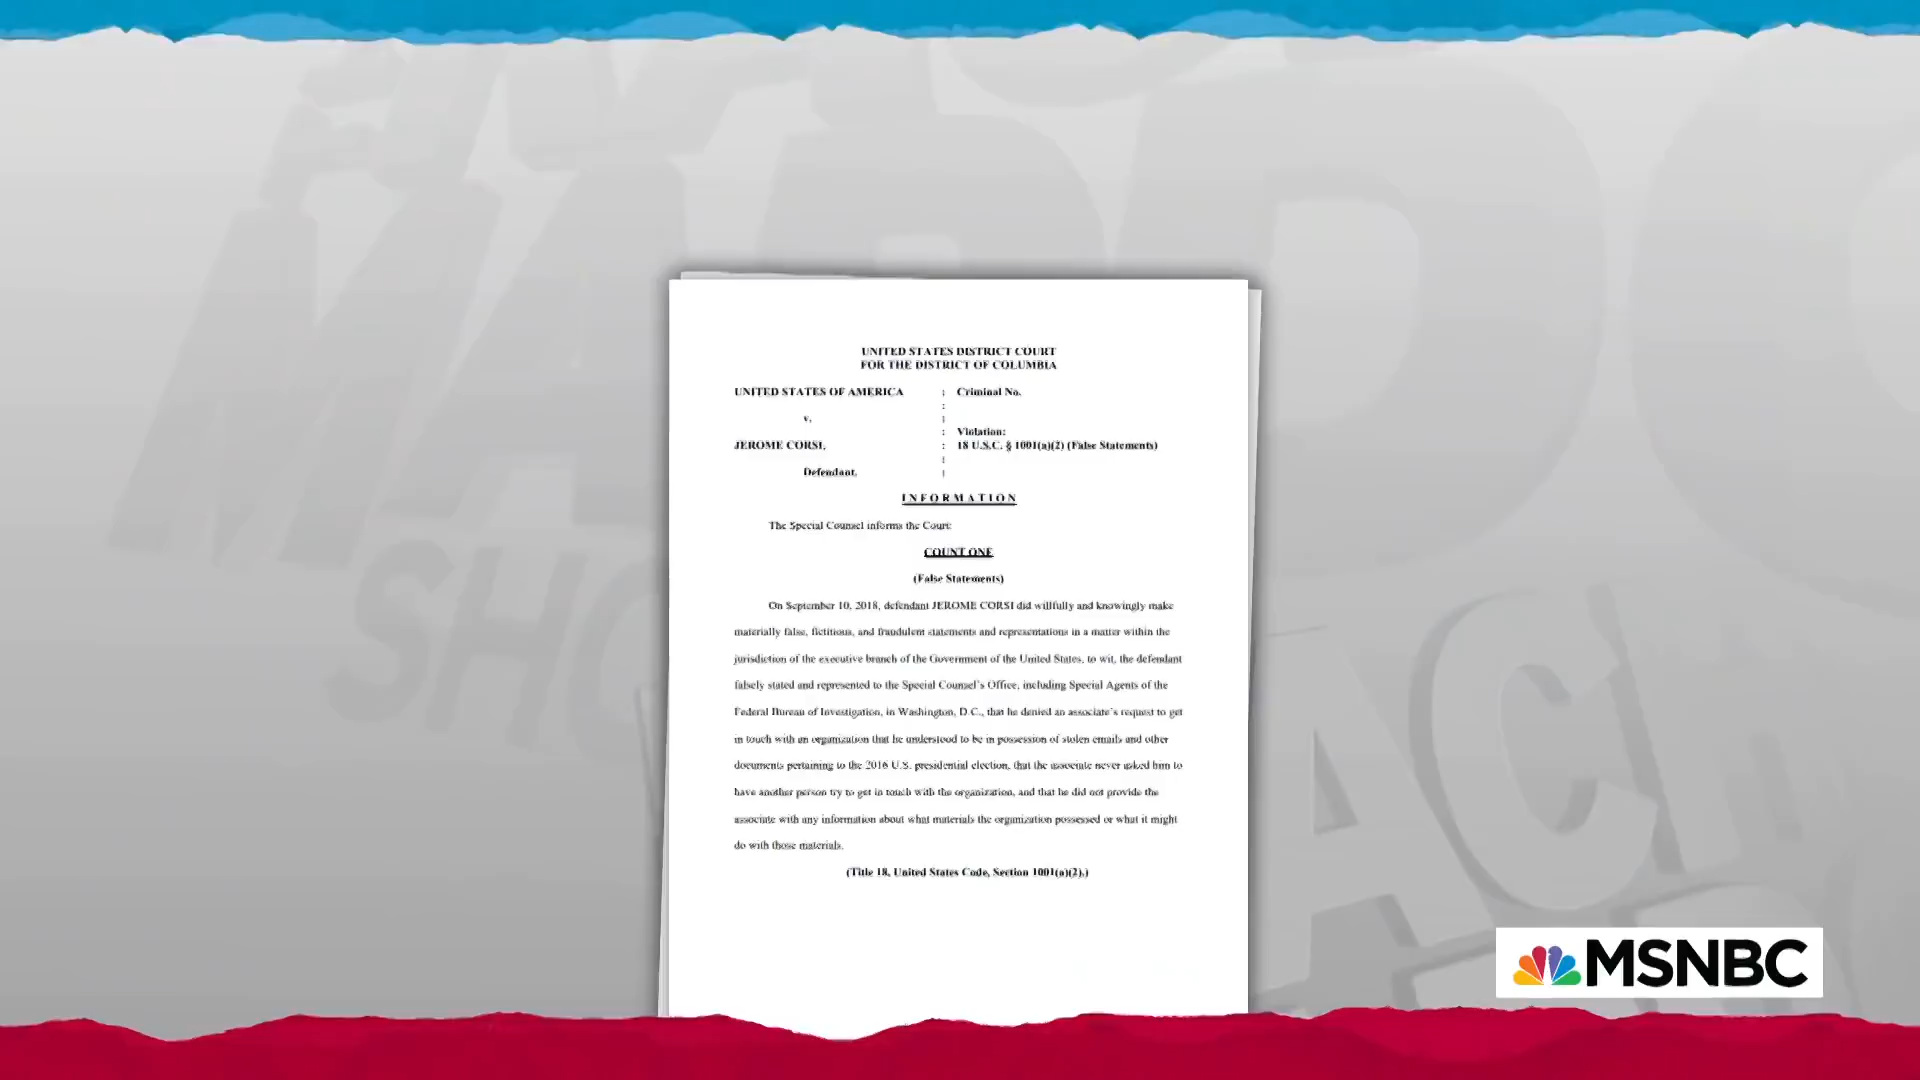 UNITED STATES DISTRICT COURT
FOR THE DISTRICT OF COLUMBIA
UNITED STATES OF AMERICA : Criminal No.
:
v. :
: Violation:
JEROME CORSI, : 18 U.S.C. § 1001(a)(2) (False Statements)
:
Defendant. :
INFORMATION
The Special Counsel informs the Court:
COUNT ONE
(False Statements)
On September 10, 2018, defendant JEROME CORSI did willfully and knowingly make
materially false, fictitious, and fraudulent statements and representations in a matter within the
jurisdiction of the executive branch of the Government of the United States, to wit, the defendant
falsely stated and represented to the Special Counsel's Office, including Special Agents of the
Federal Bureau of Investigation, in Washington, D.C., that he denied an associate's request to get
in touch with an organization that he understood to be in possession of stolen emails and other
documents pertaining to the 2016 U.S. presidential election, that the associate never asked him to
have another person try to get in touch with the organization, and that he did not provide the
associate with any information about what materials the organization possessed or what it might
do with those materials.
(Title 18, United States Code, Section 1001(a)(2).)
MSNBC